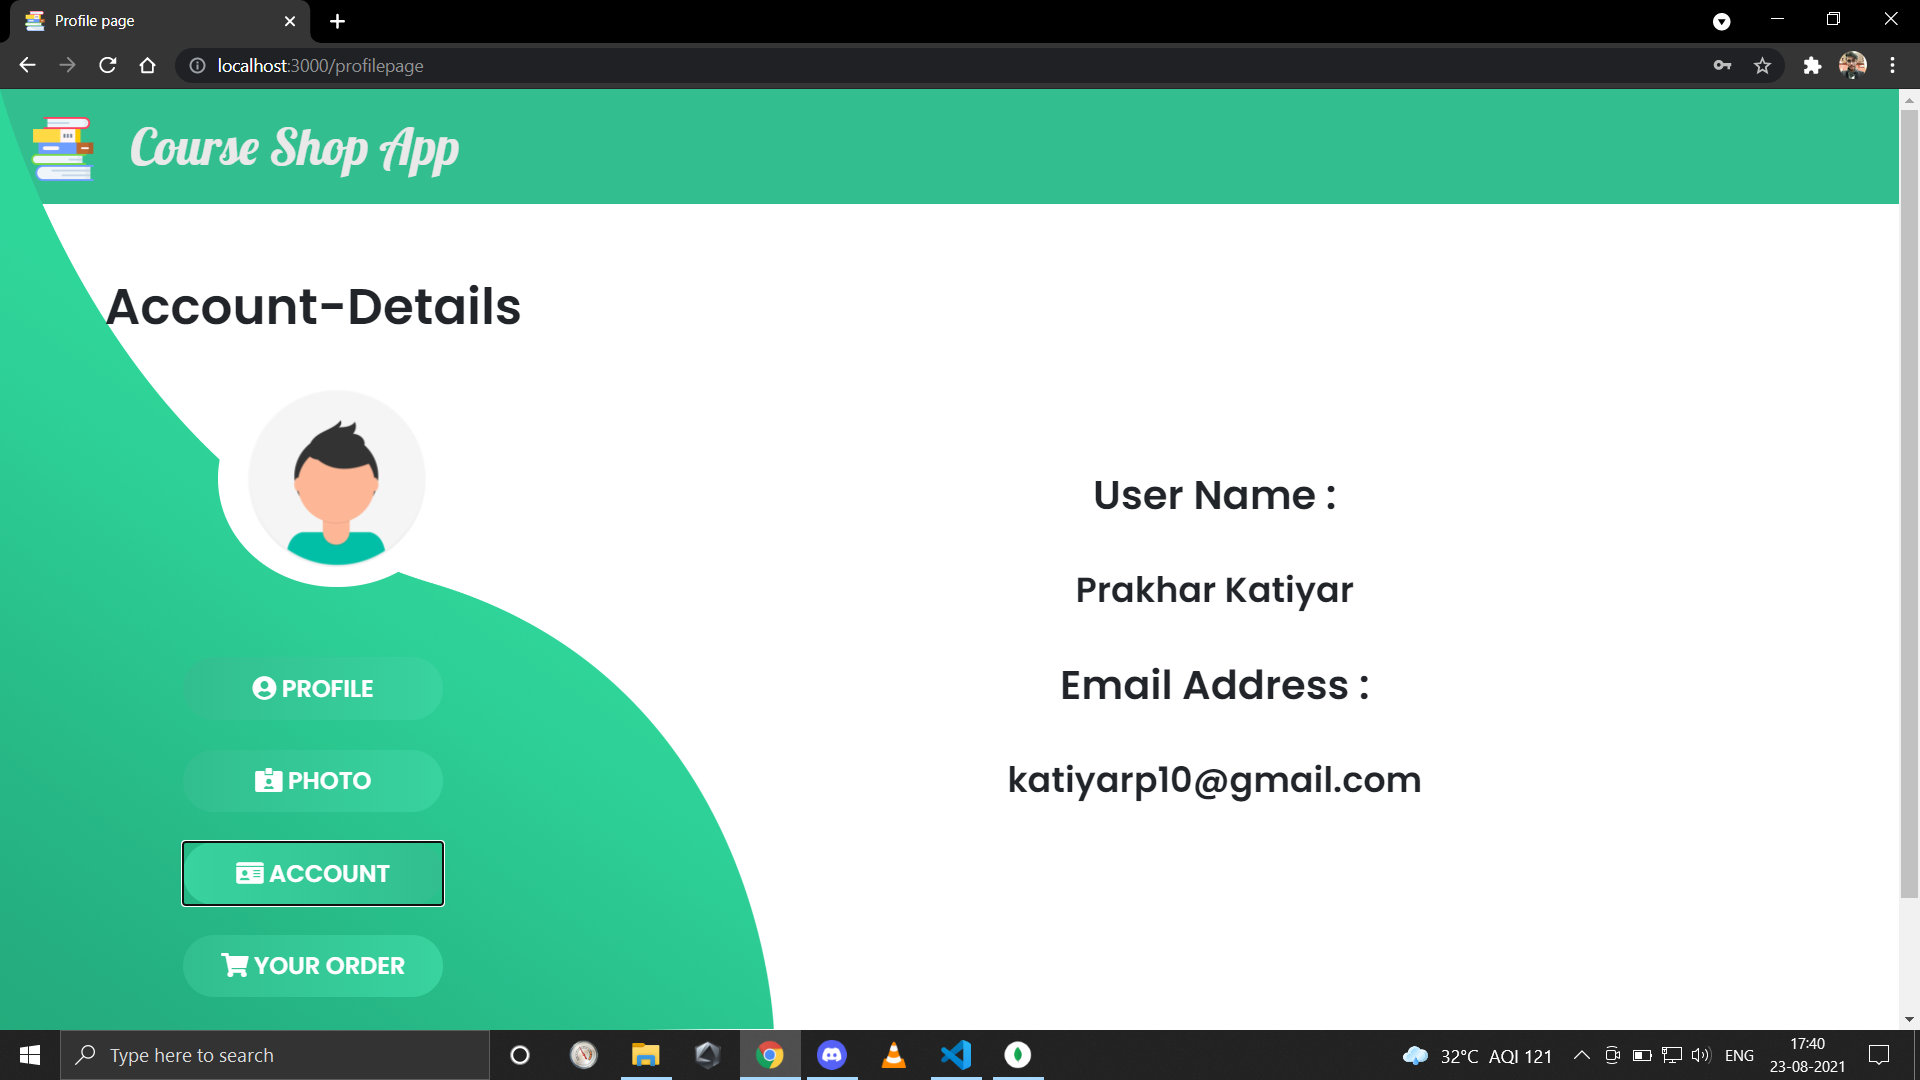 Profile page
localhost:3000/profilepage
Course Shop App
Account-Details
User Name :
Prakhar Katiyar
Email Address :
katiyarp10@gmail.com
PROFILE
PHOTO
ACCOUNT
YOUR ORDER
Type here to search
32°C AQI 121
ENG
17:40
23-08-2021